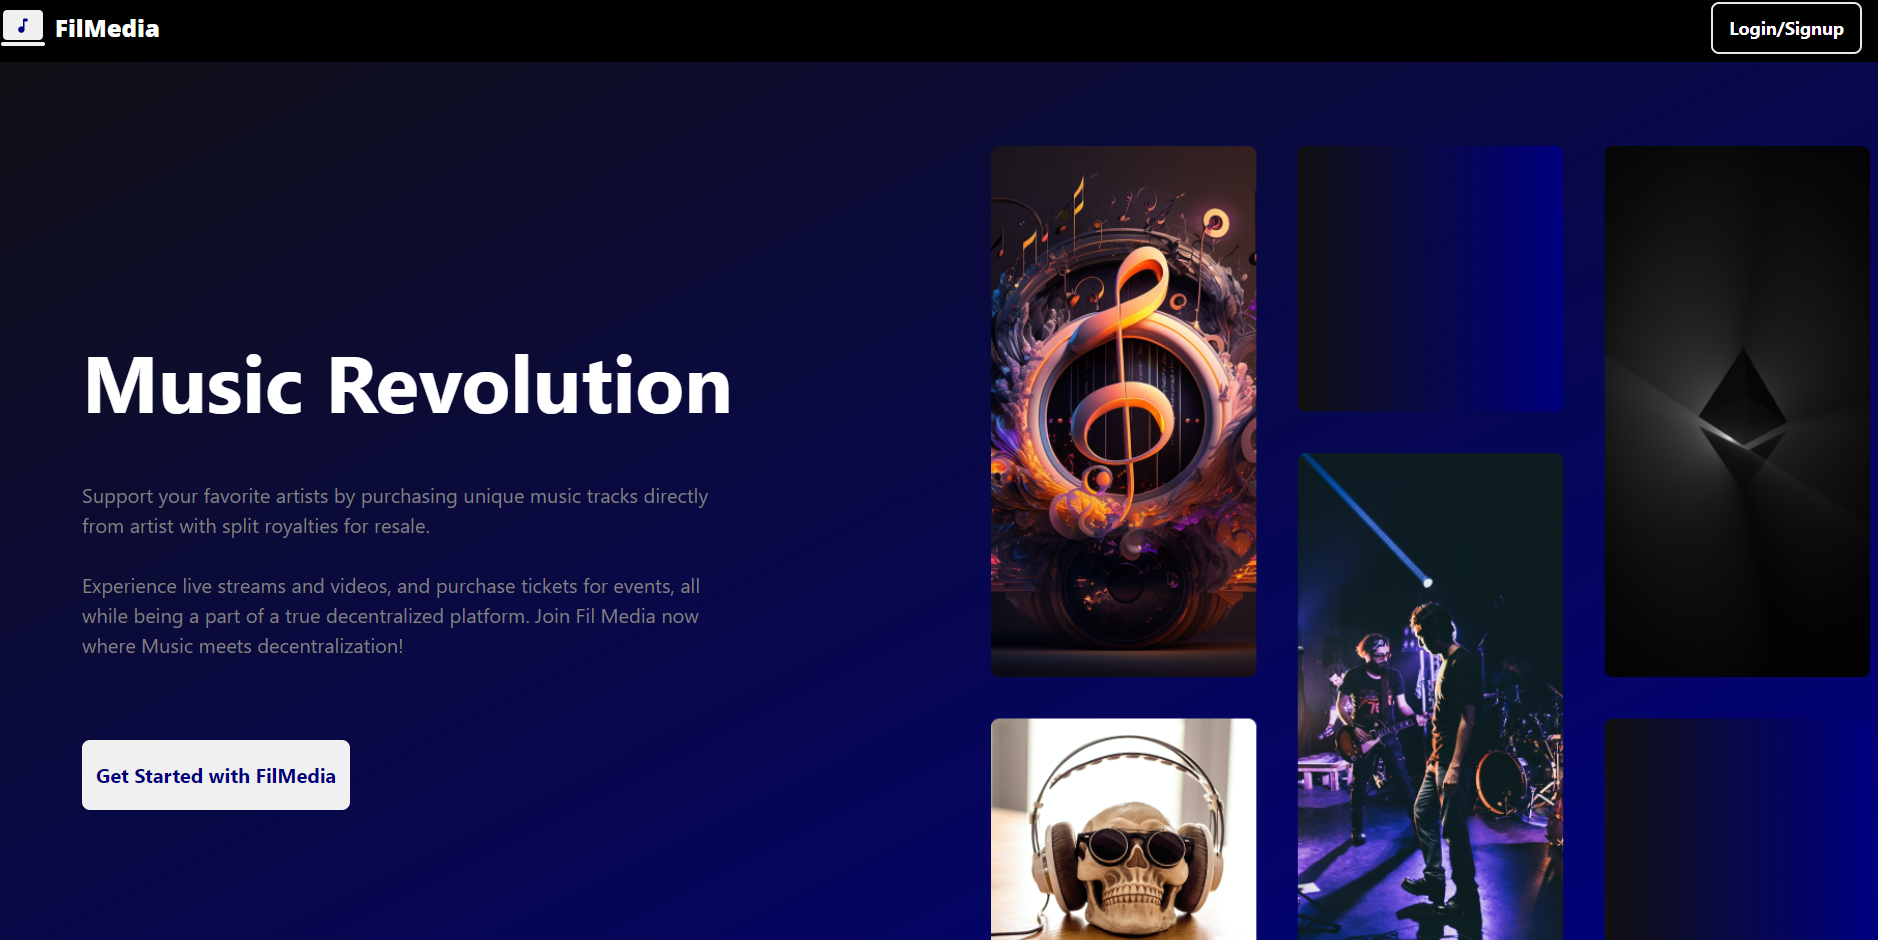 FilMedia
Login/Signup
Music Revolution
Support your favorite artists by purchasing unique music tracks directly
from artist with split royalties for resale.
Experience live streams and videos, and purchase tickets for events, all
while being a part of a true decentralized platform. Join Fil Media now
where Music meets decentralization!
Get Started with FilMedia